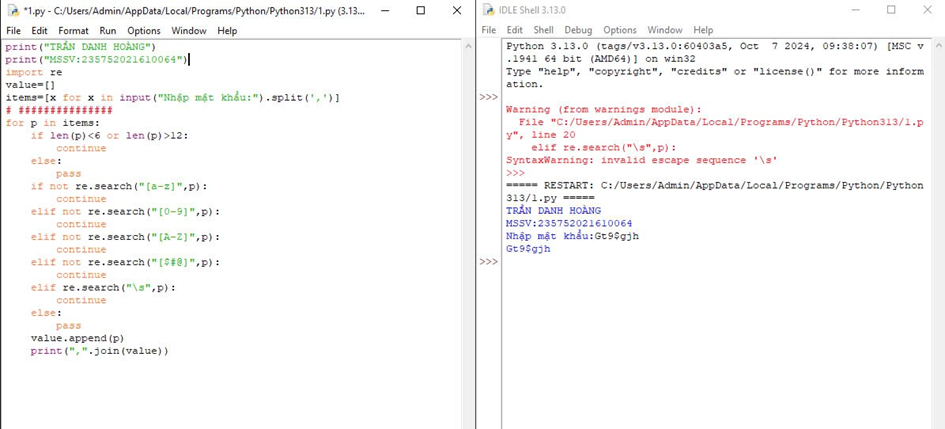 *1.py - C:/Users/Admin/AppData/Local/Programs/Python/Python313/1.py (3.13...
File Edit Format Run Options Window Help
print("TRẦN DANH HOÀNG")
print("MSSV:235752021610064")
import re
value=[]
items=[x for x in input("Nhập mật khẩu:").split(',')]
# ###############
for p in items:
    if len(p)<6 or len(p)>12:
        continue
    else:
        pass
    if not re.search("[a-z]",p):
        continue
    elif not re.search("[0-9]",p):
        continue
    elif not re.search("[A-Z]",p):
        continue
    elif not re.search("[$#@]",p):
        continue
    elif re.search("\s",p):
        continue
    else:
        pass
    value.append(p)
    print(",".join(value))
IDLE Shell 3.13.0
File Edit Shell Debug Options Window Help
Python 3.13.0 (tags/v3.13.0:60403a5, Oct  7 2024, 09:38:07) [MSC v
.1941 64 bit (AMD64)] on win32
Type "help", "copyright", "credits" or "license()" for more inform
ation.
>>>
Warning (from warnings module):
  File "C:/Users/Admin/AppData/Local/Programs/Python/Python313/1.p
y", line 20
    elif re.search("\s",p):
SyntaxWarning: invalid escape sequence '\s'
>>>
===== RESTART: C:/Users/Admin/AppData/Local/Programs/Python/Python
313/1.py =====
TRẦN DANH HOÀNG
MSSV:235752021610064
Nhập mật khẩu:Gt9$gjh
Gt9$gjh
>>>